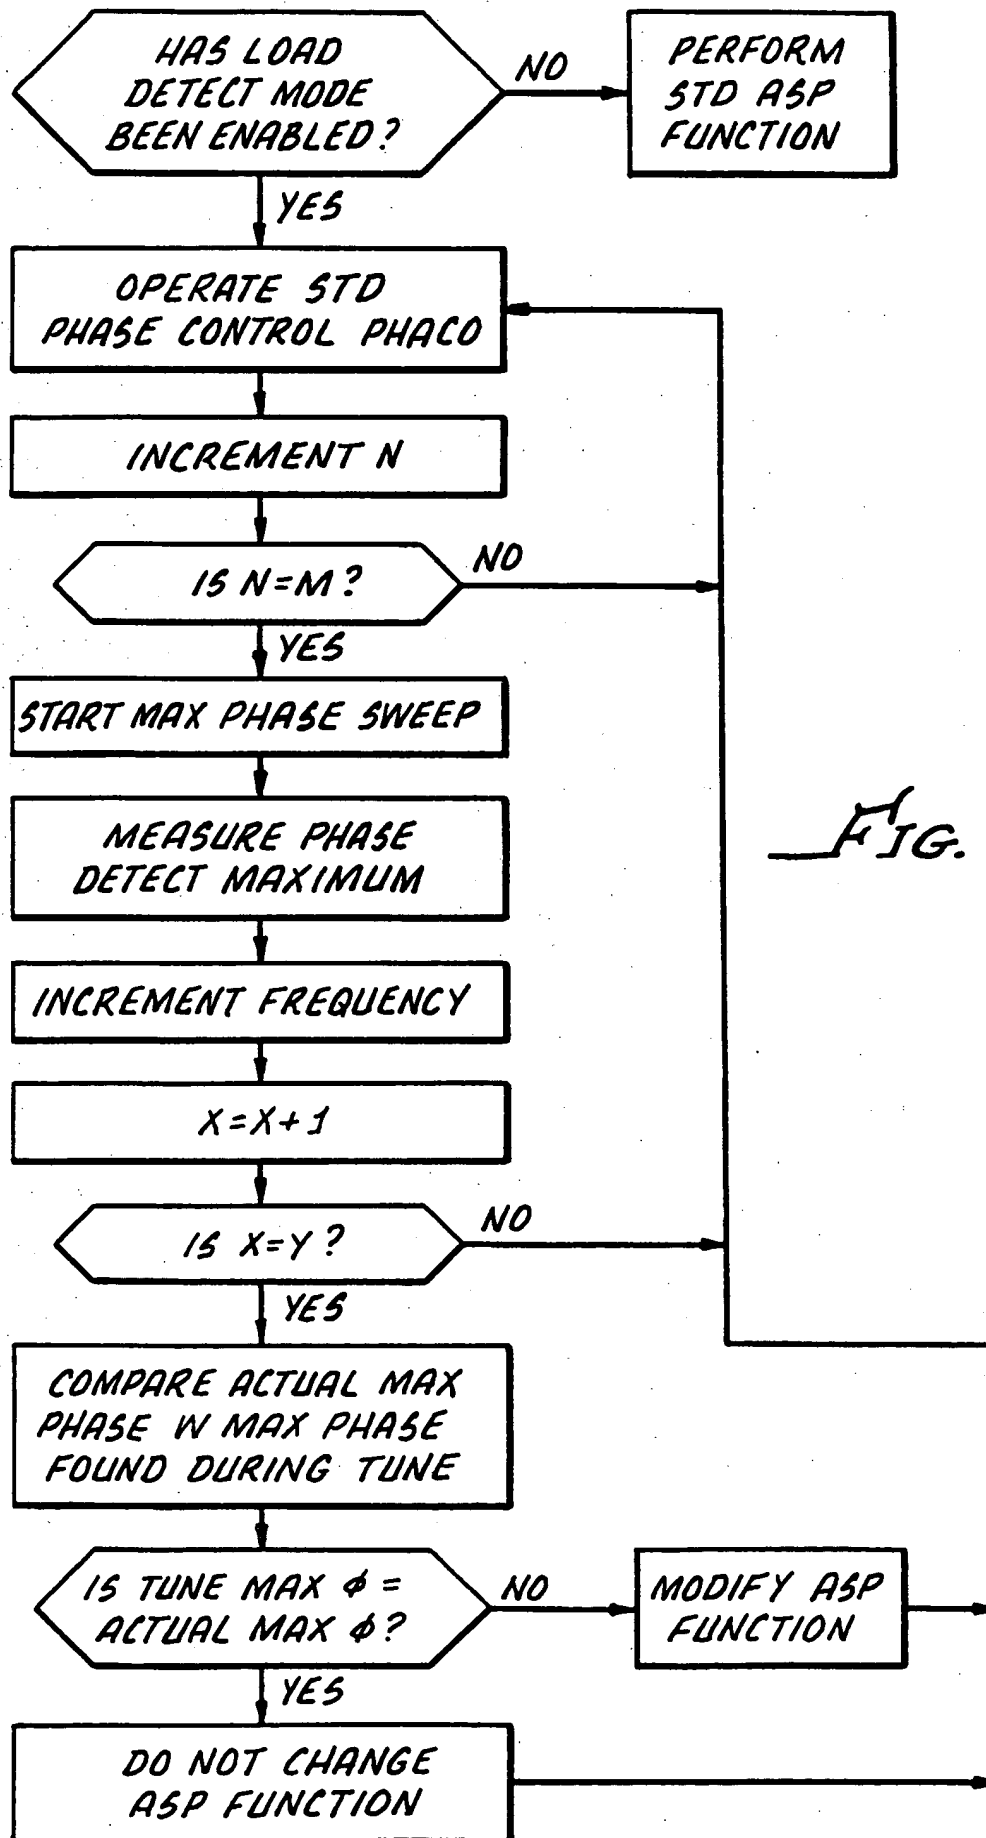 HAS LOAD
DETECT MODE
BEEN ENABLED?
NO
PERFORM
STD ASP
FUNCTION
YES
OPERATE STD
PHASE CONTROL PHACO
INCREMENT N
IS N=M?
NO
YES
START MAX PHASE SWEEP
MEASURE PHASE
DETECT MAXIMUM
FIG.
INCREMENT FREQUENCY
X=X+1
IS X=Y?
NO
YES
COMPARE ACTUAL MAX
PHASE W MAX PHASE
FOUND DURING TUNE
IS TUNE MAX ϕ =
ACTUAL MAX ϕ?
NO
MODIFY ASP
FUNCTION
YES
DO NOT CHANGE
ASP FUNCTION